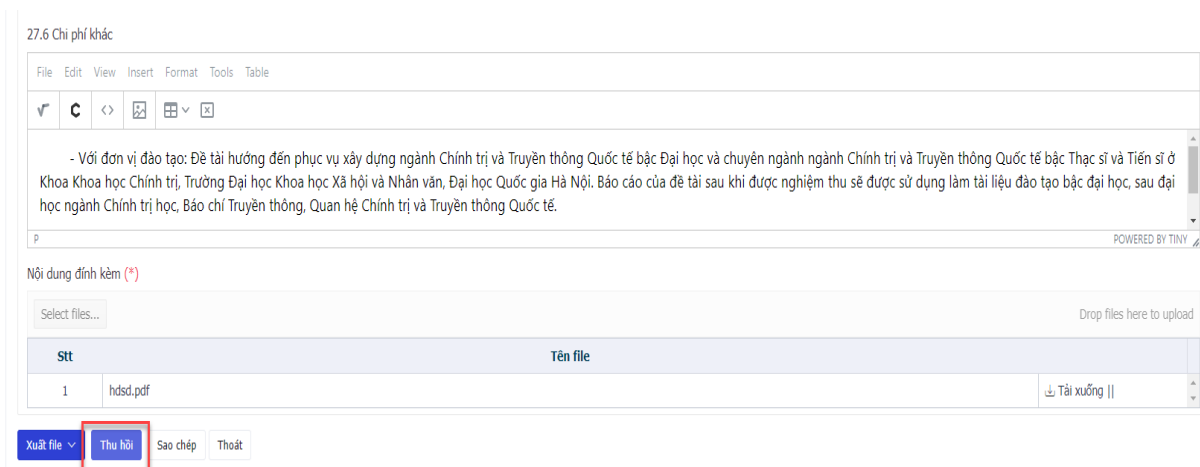 27.6 Chi phí khác
File Edit View Insert Format Tools Table
- Với đơn vị đào tạo: Đề tài hướng đến phục vụ xây dựng ngành Chính trị và Truyền thông Quốc tế bậc Đại học và chuyên ngành ngành Chính trị và Truyền thông Quốc tế bậc Thạc sĩ và Tiến sĩ ở
Khoa Khoa học Chính trị, Trường Đại học Khoa học Xã hội và Nhân văn, Đại học Quốc gia Hà Nội. Báo cáo của đề tài sau khi được nghiệm thu sẽ được sử dụng làm tài liệu đào tạo bậc đại học, sau đại
học ngành Chính trị học, Báo chí Truyền thông, Quan hệ Chính trị và Truyền thông Quốc tế.
P POWERED BY TINY
Nội dung đính kèm (*)
Select files... Drop files here to upload
Stt Tên file
1 hdsd.pdf Tải xuống ||
Xuất file Thu hồi Sao chép Thoát